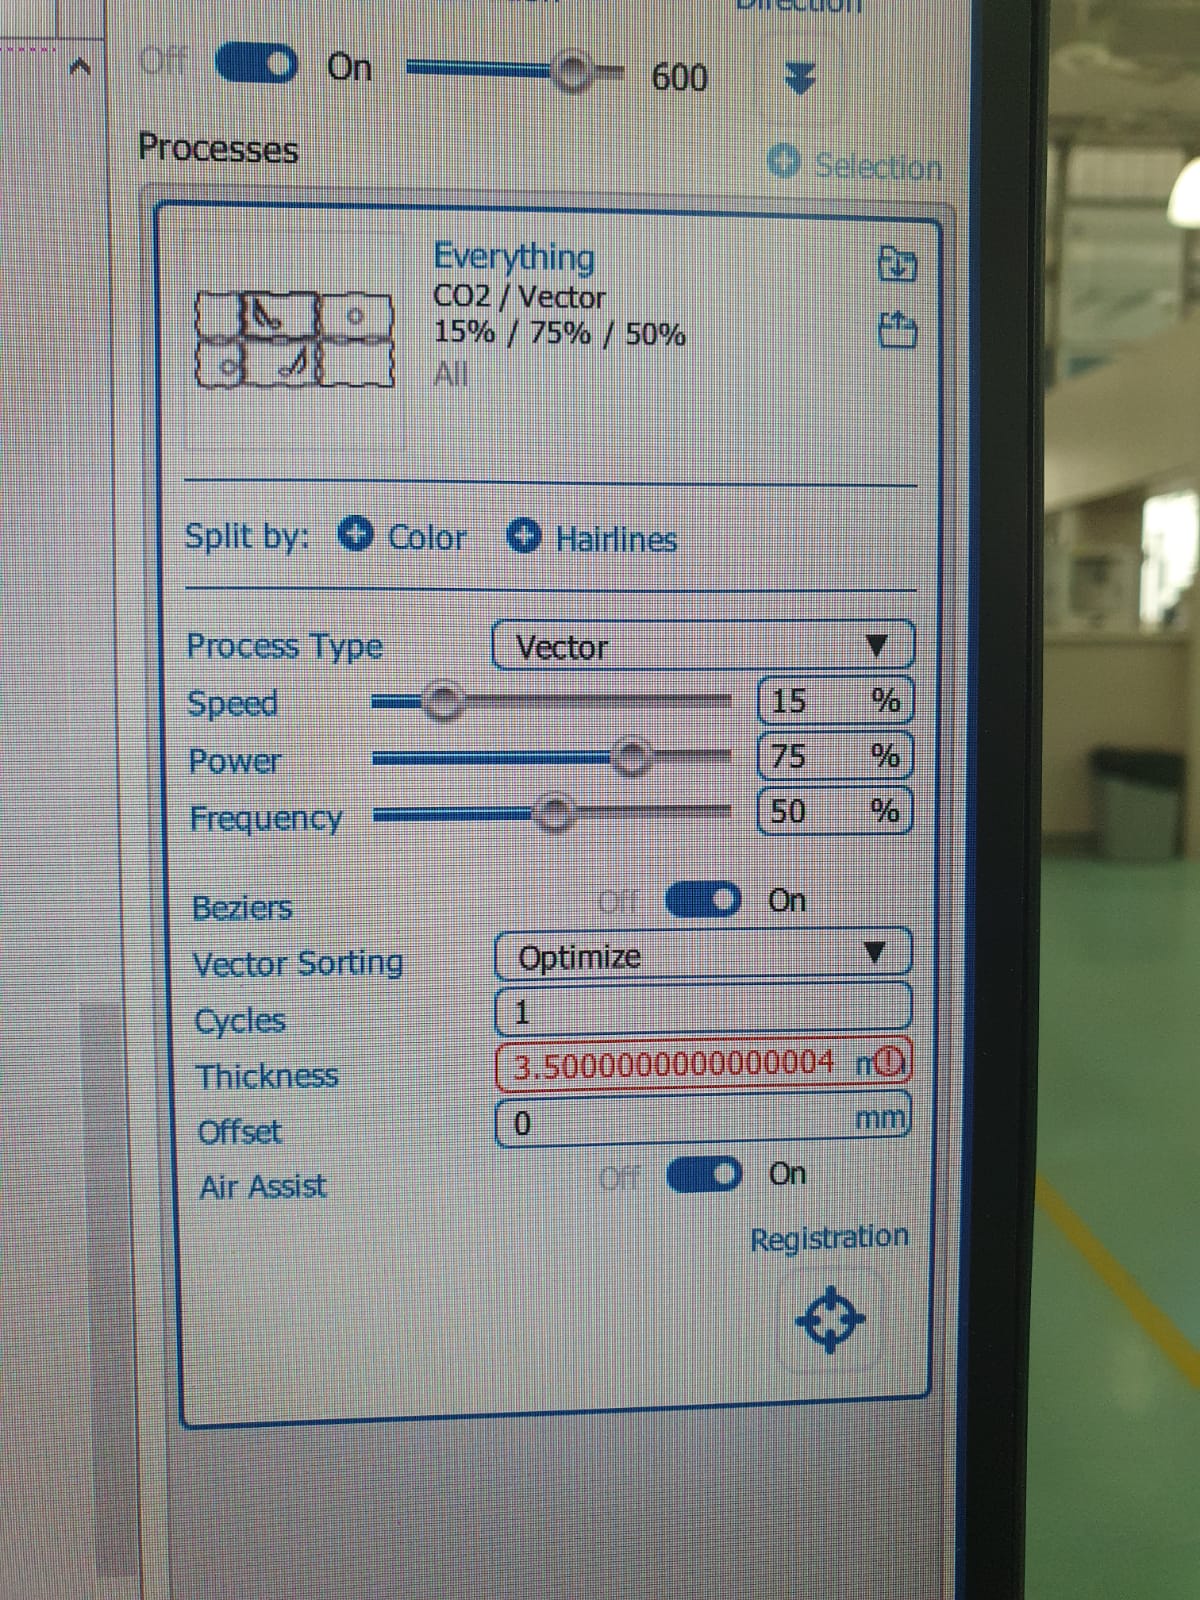 Direction
Off On 600
Processes
Selection
Everything
CO2 / Vector
15% / 75% / 50%
All
Split by: Color Hairlines
Process Type Vector
Speed 15 %
Power 75 %
Frequency 50 %
Beziers Off On
Vector Sorting Optimize
Cycles 1
Thickness 3.5000000000000004
Offset 0 mm
Air Assist Off On
Registration